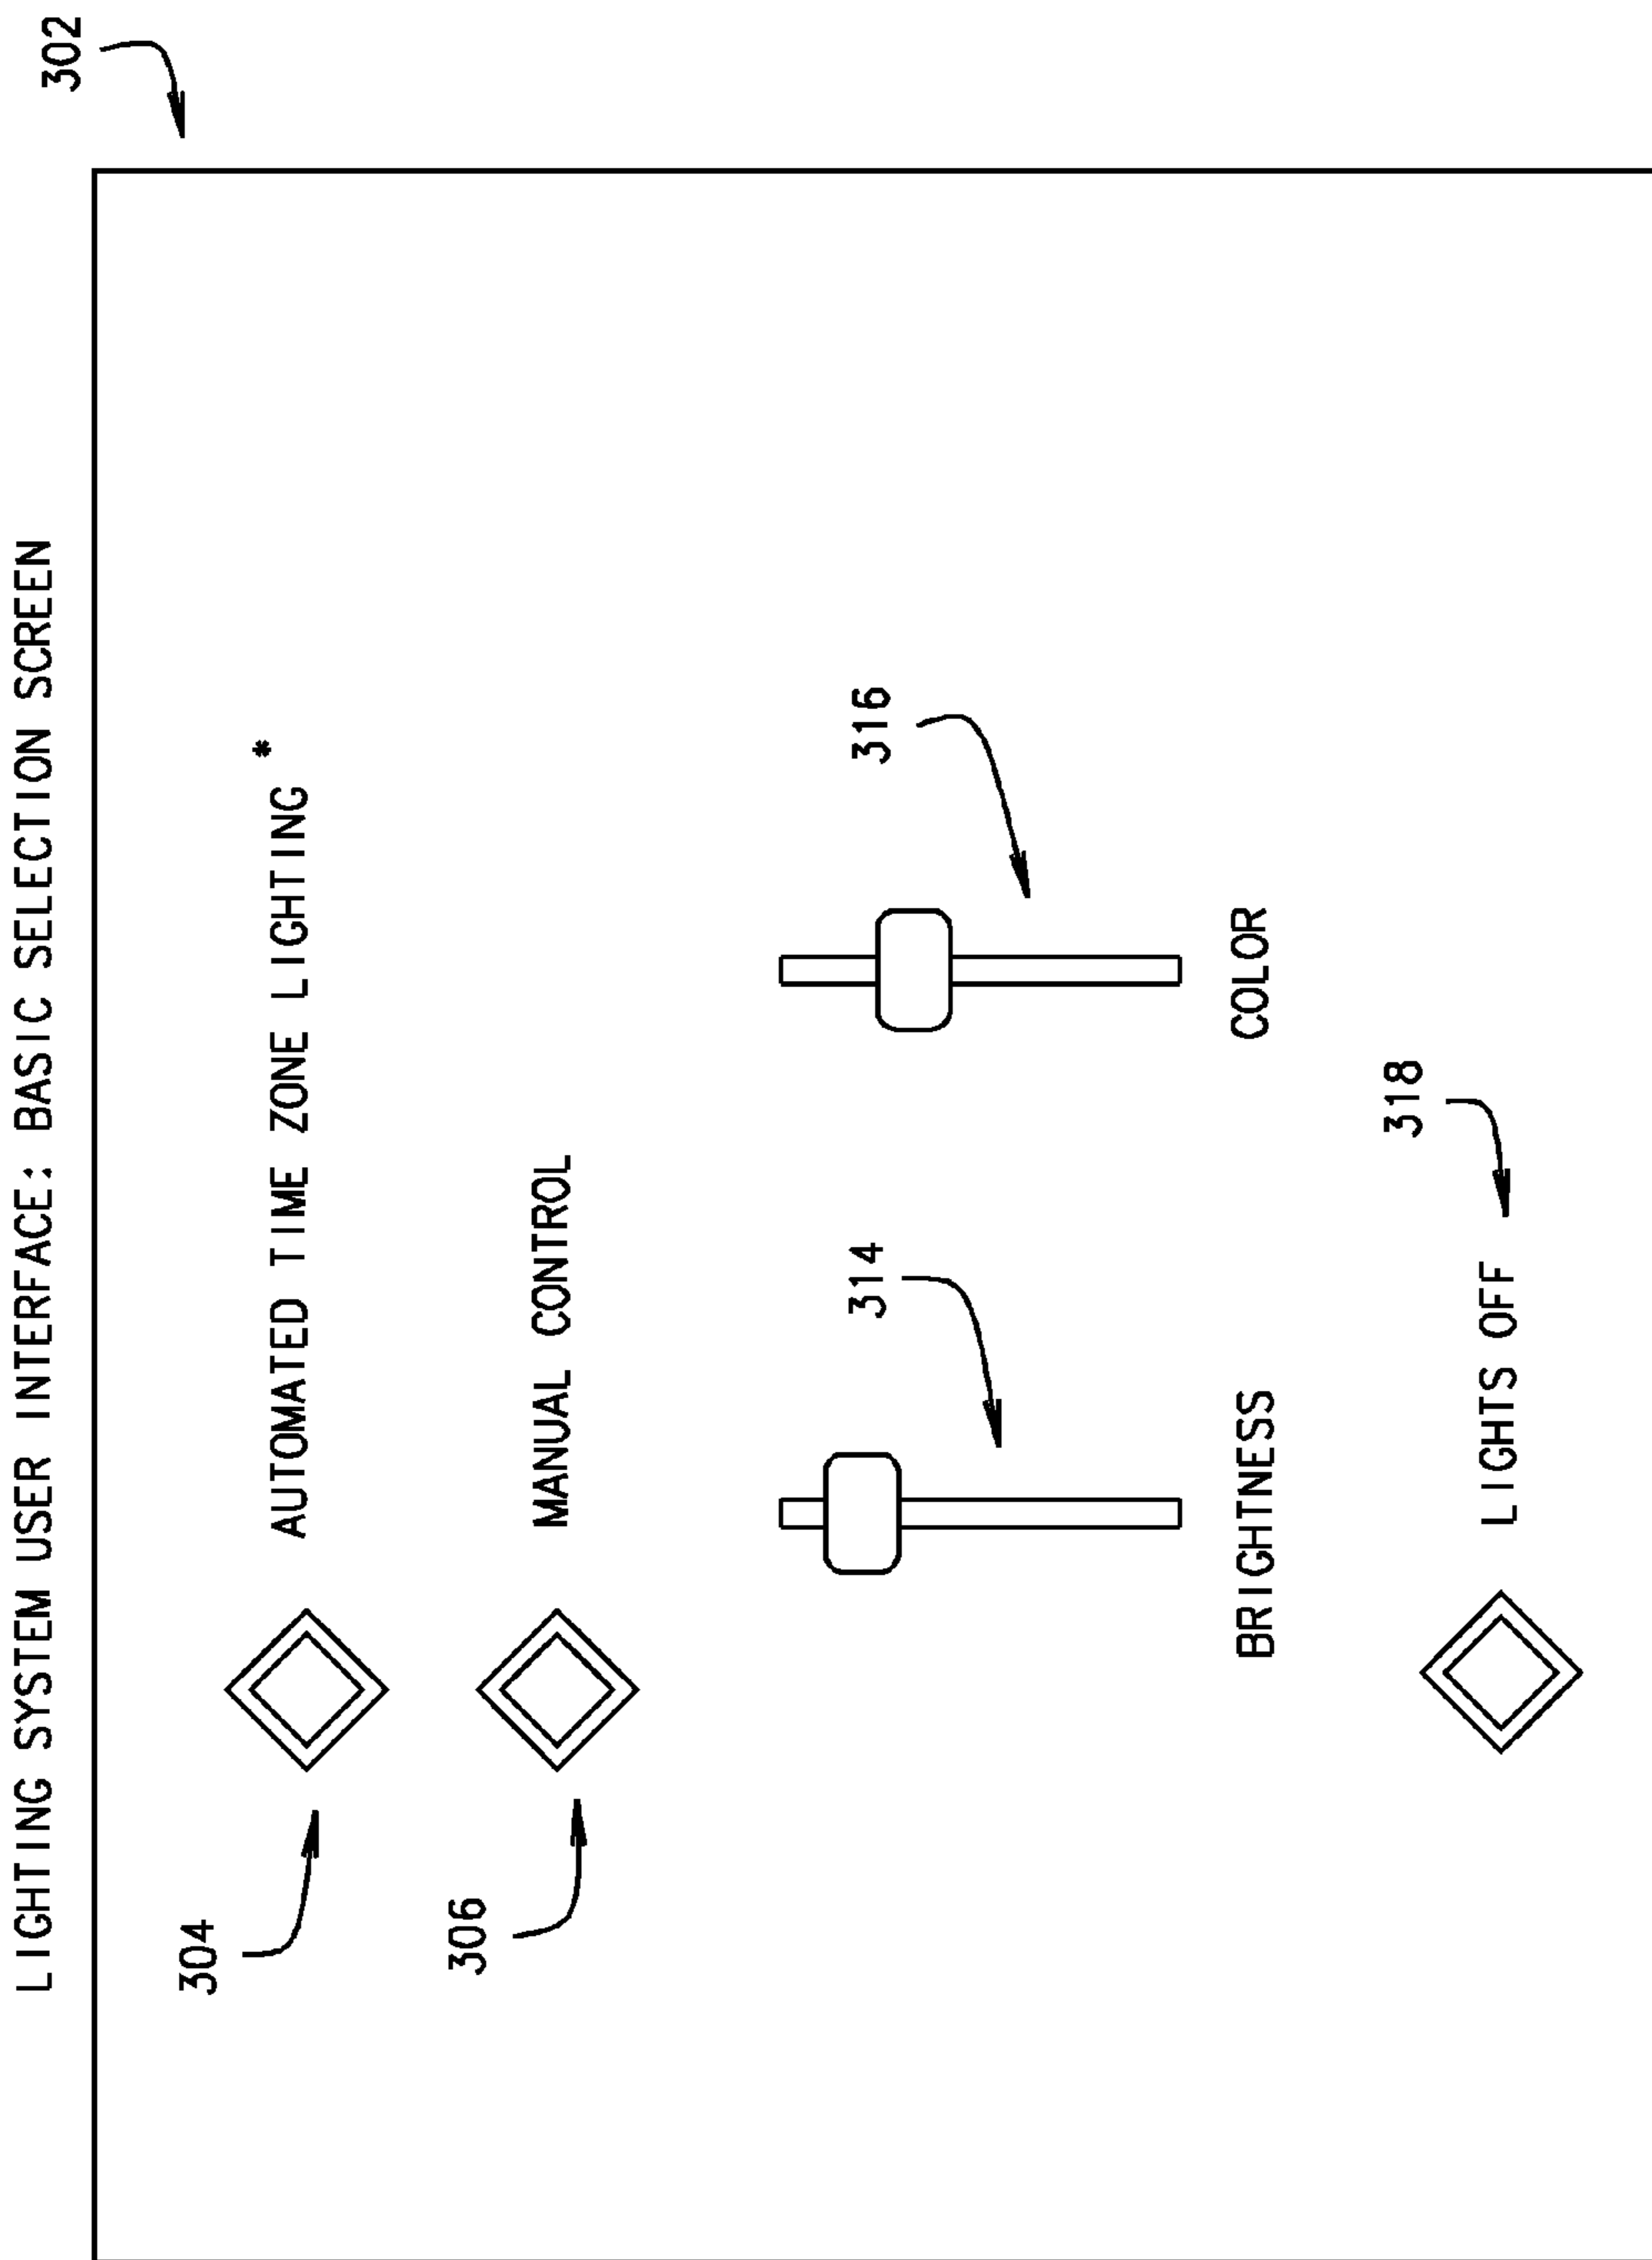 LIGHTING SYSTEM USER INTERFACE: BASIC SELECTION SCREEN
302
304
AUTOMATED TIME ZONE LIGHTING *
306
MANUAL CONTROL
314
316
BRIGHTNESS
COLOR
318
LIGHTS OFF